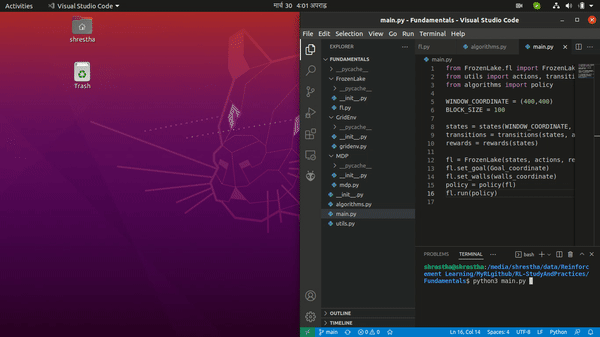 Activities
Visual Studio Code
मार्च 30 4:01 अपराह्न
shrestha
Trash
main.py - Fundamentals - Visual Studio Code
File Edit Selection View Go Run Terminal Help
EXPLORER
FUNDAMENTALS
__pycache__
FrozenLake
__pycache__
__init__.py
fl.py
GridEnv
__pycache__
__init__.py
gridenv.py
MDP
__pycache__
__init__.py
mdp.py
__init__.py
algorithms.py
main.py
utils.py
OUTLINE
TIMELINE
fl.py algorithms.py main.py
main.py
1 from FrozenLake.fl import FrozenLak
2 from utils import actions, transiti
3 from algorithms import policy
4
5 WINDOW_COORDINATE = (400,400)
6 BLOCK_SIZE = 100
7
8 states = states(WINDOW_COORDINATE,
9 transitions = transitions(states, a
10 rewards = rewards(states)
11
12 fl = FrozenLake(states, actions, re
13 fl.set_goal(Goal_coordinate)
14 fl.set_walls(walls_coordinate)
15 policy = policy(fl)
16 fl.run(policy)
17
PROBLEMS TERMINAL ... bash
shrestha@shrestha:/media/shrestha/data/Reinforc
ement Learning/MyRLgithub/RL-StudyAndPractices/
Fundamentals$ python3 main.py
main 0 0 Ln 16, Col 14 Spaces: 4 UTF-8 LF Python